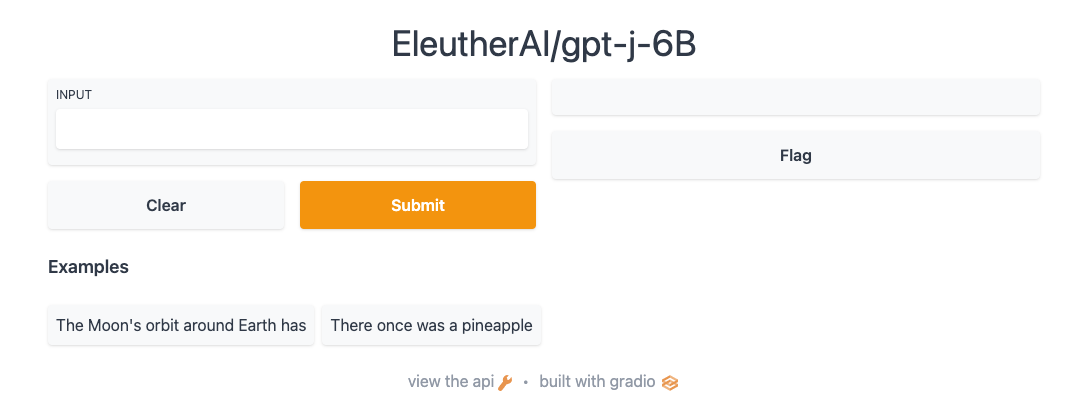 EleutherAI/gpt-j-6B
INPUT
Flag
Clear
Submit
Examples
The Moon's orbit around Earth has
There once was a pineapple
view the api • built with gradio